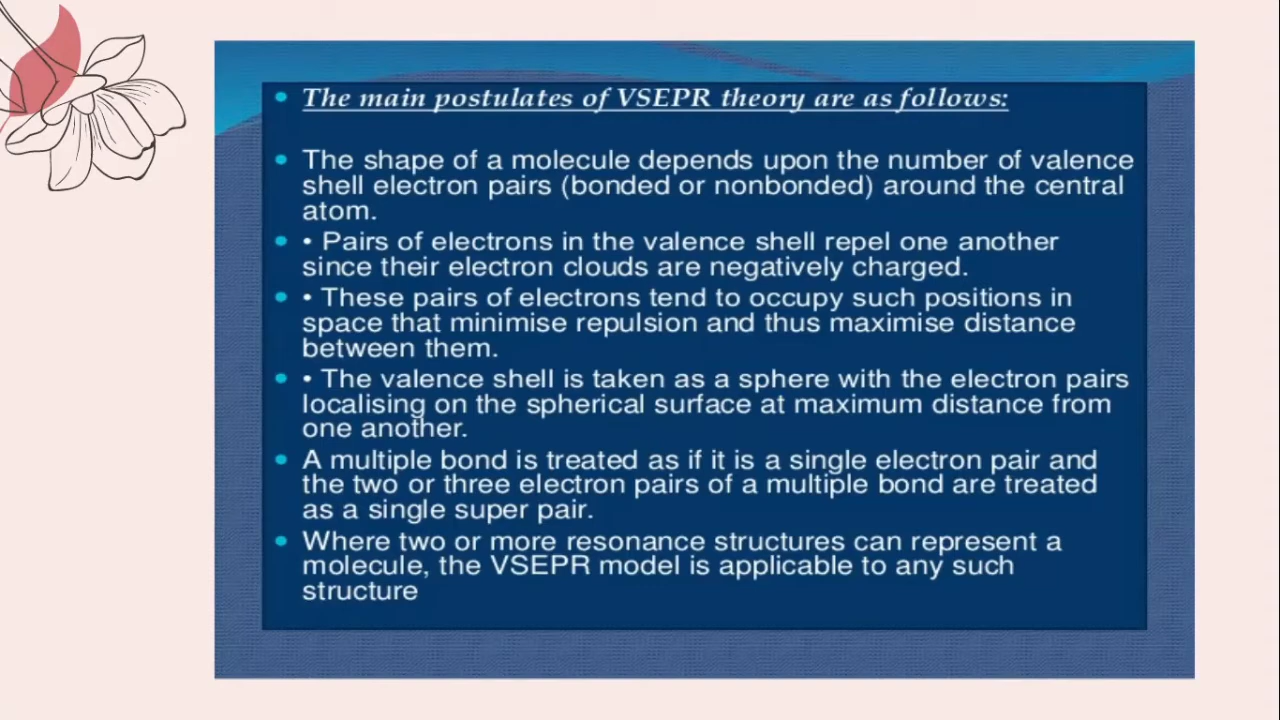 • The main postulates of VSEPR theory are as follows:
• The shape of a molecule depends upon the number of valence
shell electron pairs (bonded or nonbonded) around the central
atom.
• • Pairs of electrons in the valence shell repel one another
since their electron clouds are negatively charged.
• • These pairs of electrons tend to occupy such positions in
space that minimise repulsion and thus maximise distance
between them.
• • The valence shell is taken as a sphere with the electron pairs
localising on the spherical surface at maximum distance from
one another.
• A multiple bond is treated as if it is a single electron pair and
the two or three electron pairs of a multiple bond are treated
as a single super pair.
• Where two or more resonance structures can represent a
molecule, the VSEPR model is applicable to any such
structure